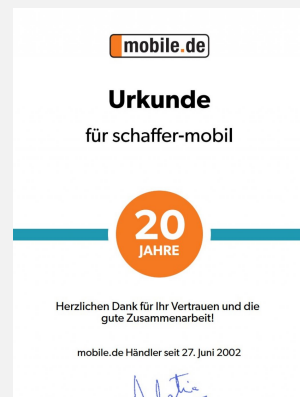 mobile.de
Urkunde
für schaffer-mobil
20
JAHRE
Herzlichen Dank für Ihr Vertrauen und die
gute Zusammenarbeit!
mobile.de Händler seit 27. Juni 2002